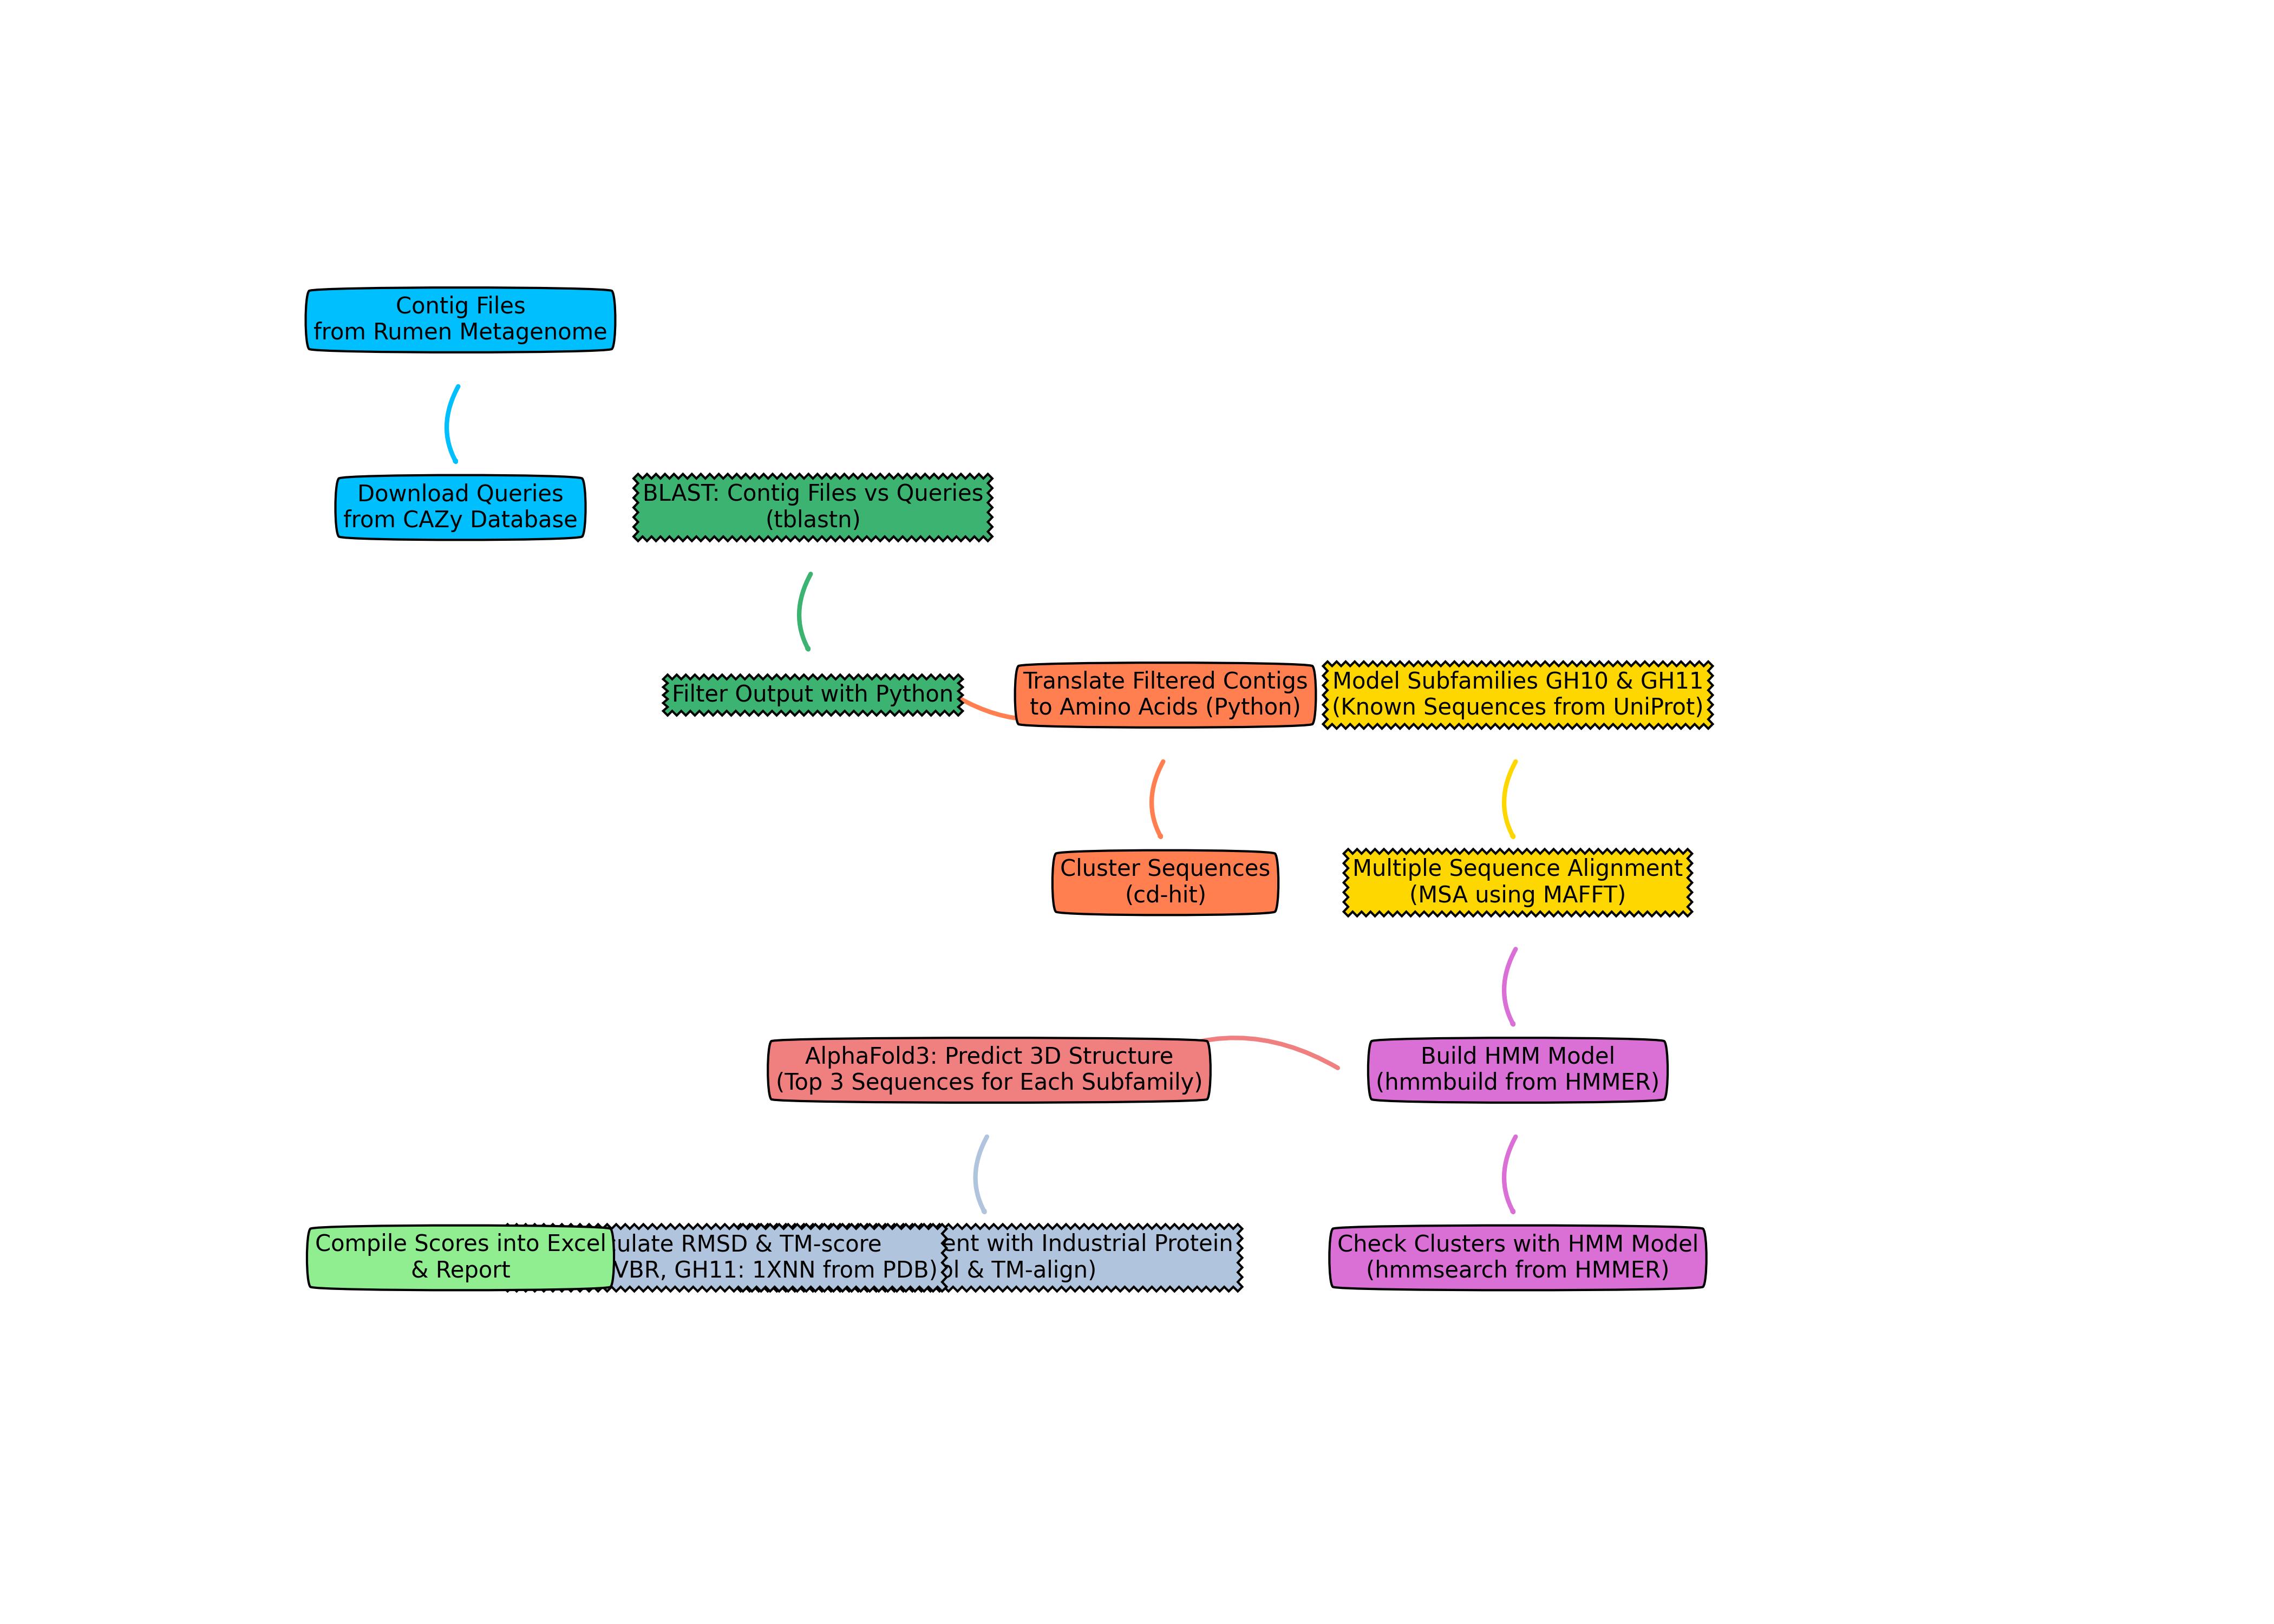 Contig Files
from Rumen Metagenome
Download Queries
from CAZy Database
BLAST: Contig Files vs Queries
(tblastn)
Filter Output with Python
Translate Filtered Contigs
to Amino Acids (Python)
Model Subfamilies GH10 & GH11
(Known Sequences from UniProt)
Cluster Sequences
(cd-hit)
Multiple Sequence Alignment
(MSA using MAFFT)
AlphaFold3: Predict 3D Structure
(Top 3 Sequences for Each Subfamily)
Build HMM Model
(hmmbuild from HMMER)
Compile Scores into Excel
& Report
RMSD & TM-score
GH11: 1XNN from PDB)
with Industrial Protein
& TM-align)
Check Clusters with HMM Model
(hmmsearch from HMMER)